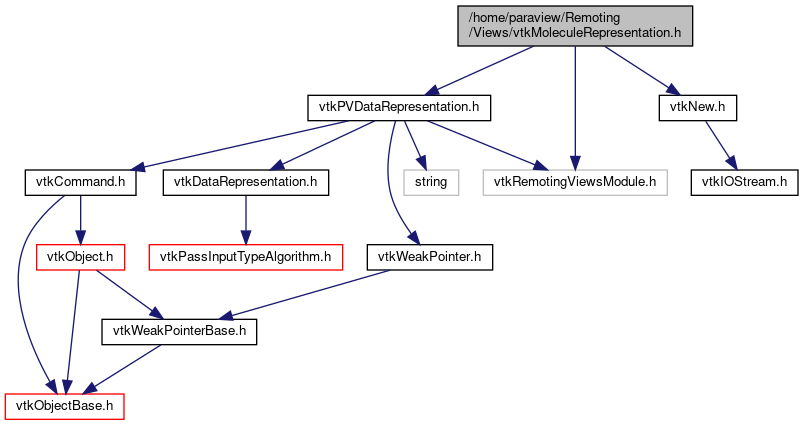 /home/paraview/Remoting
/Views/vtkMoleculeRepresentation.h
vtkPVDataRepresentation.h
vtkNew.h
vtkCommand.h
vtkDataRepresentation.h
string
vtkRemotingViewsModule.h
vtkIOStream.h
vtkObject.h
vtkPassInputTypeAlgorithm.h
vtkWeakPointer.h
vtkWeakPointerBase.h
vtkObjectBase.h